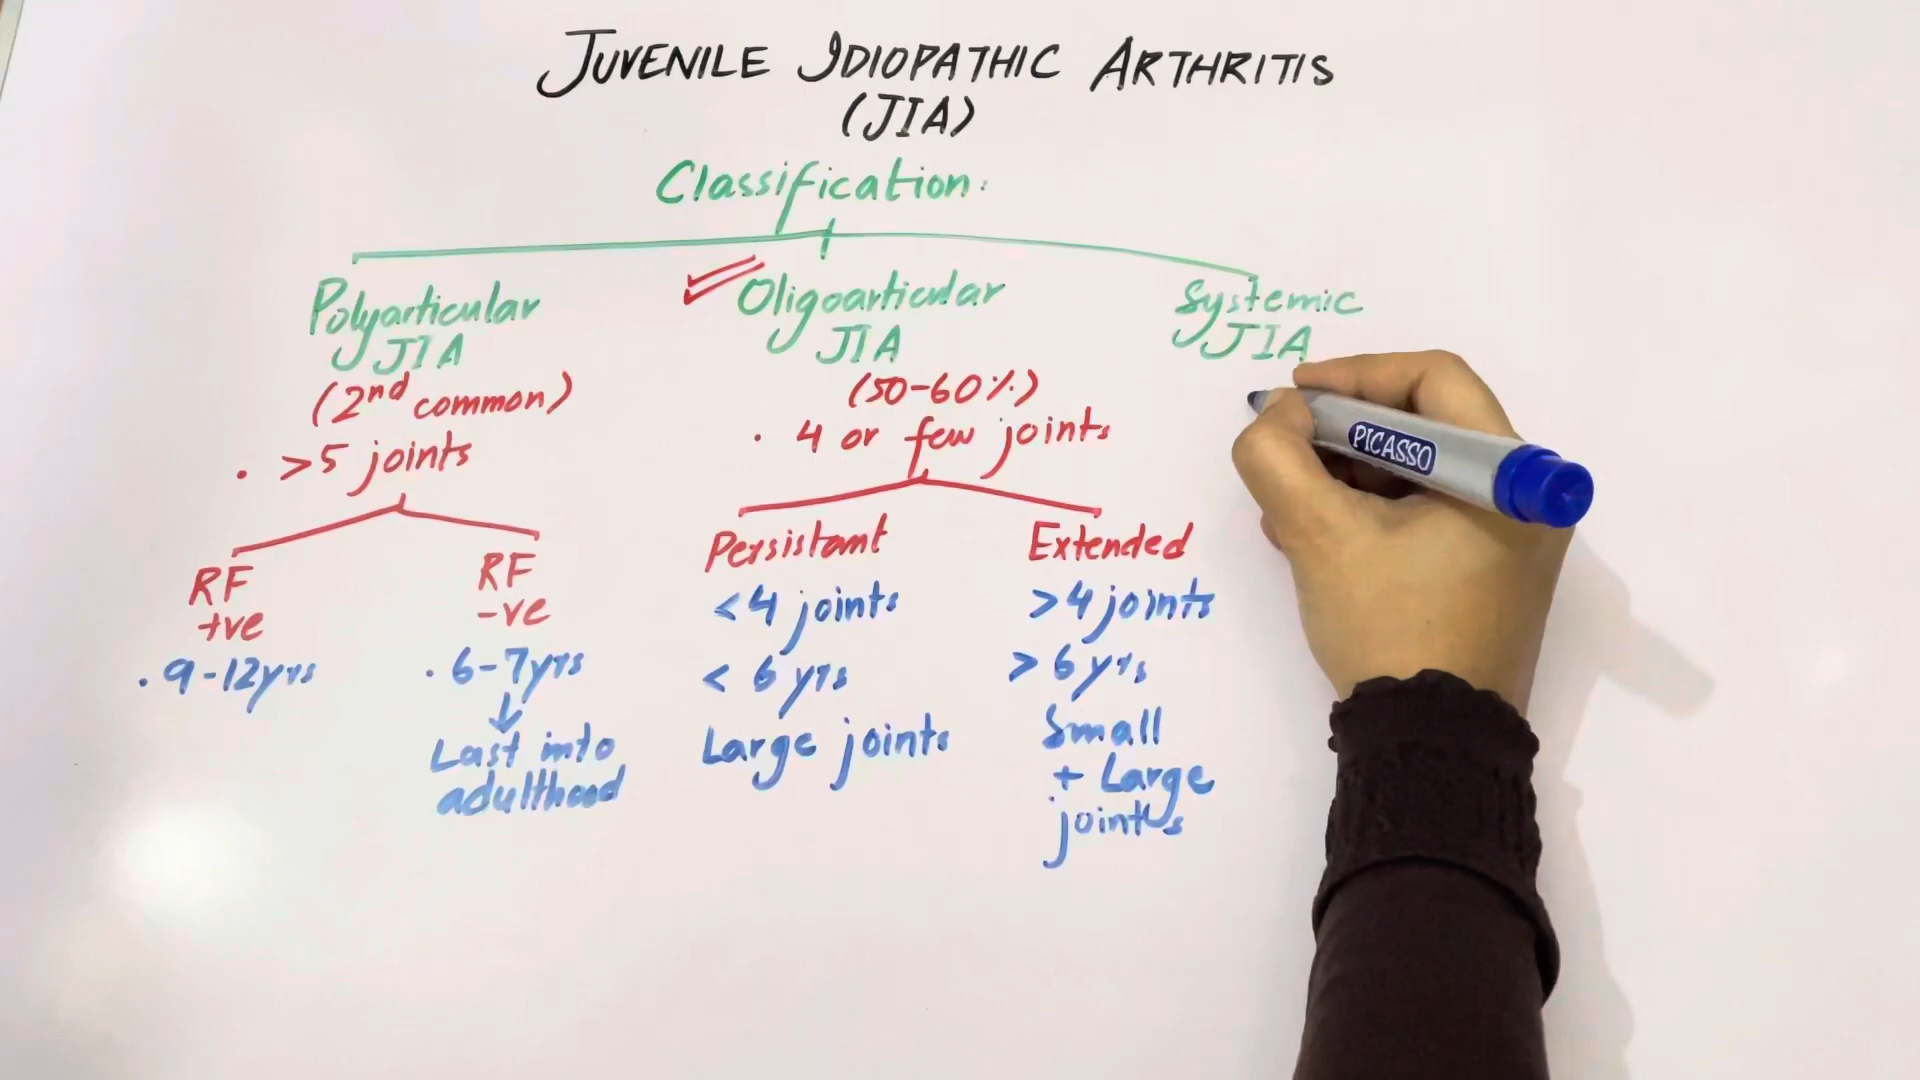 JUVENILE IDIOPATHIC ARTHRITIS
(JIA)
Classification:
Polyarticular
JIA
(2nd common)
. >5 joints
RF
+ve
. 9-12yrs
RF
-ve
. 6-7yrs
↓
Last into
adulthood
Oligoarticular
JIA
(50-60%)
. 4 or few joints
Persistant
<4 joints
< 6 yrs
Large joints
Extended
>4 joints
> 6 yrs
Small
+ Large
joints
Systemic
JIA
PICASSO